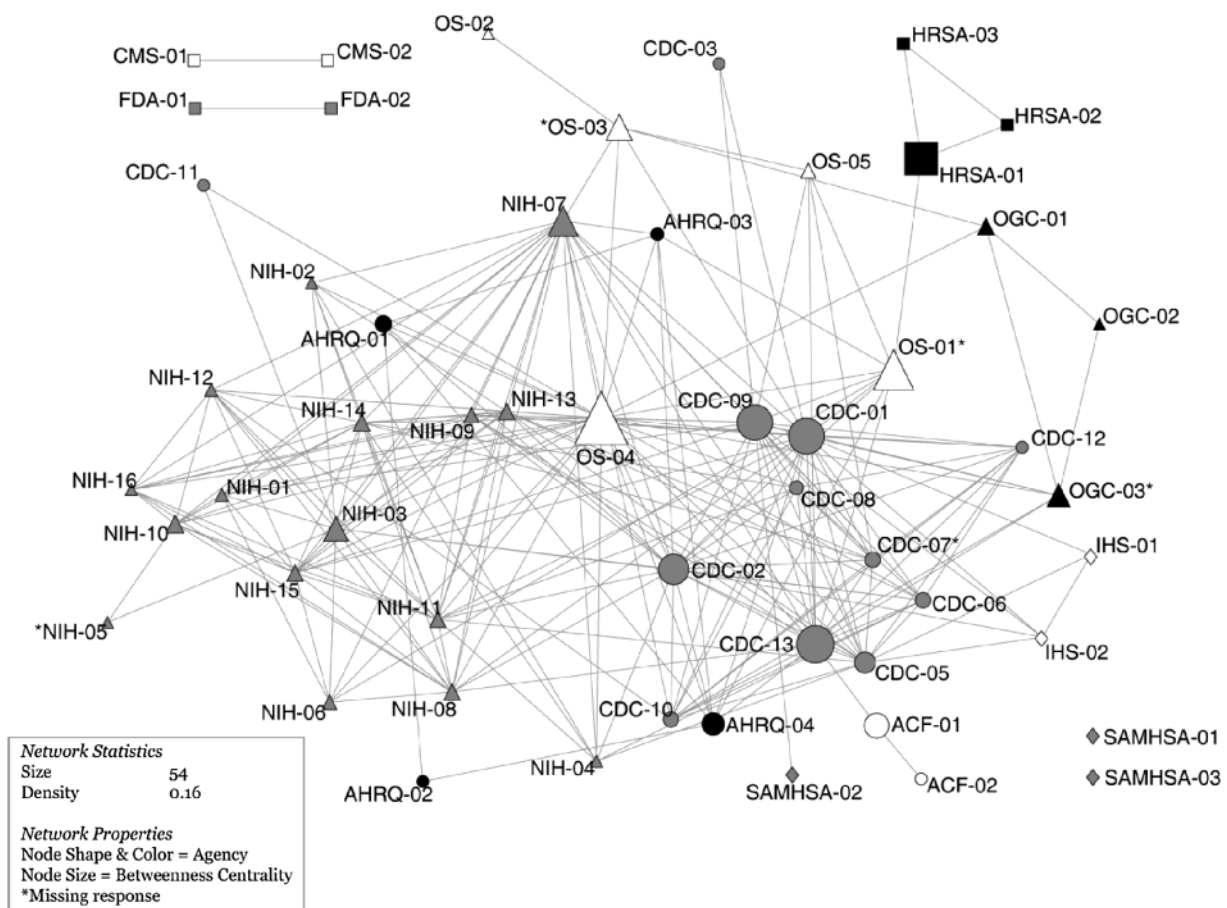 OS-02
CMS-01
CMS-02
CDC-03
HRSA-03
FDA-01
FDA-02
HRSA-02
*OS-03
CDC-11
OS-05
HRSA-01
NIH-07
AHRQ-03
OGC-01
NIH-02
AHRQ-01
OGC-02
OS-01*
NIH-12
NIH-14
NIH-13
CDC-09
CDC-01
NIH-09
CDC-12
OS-04
NIH-16
NIH-01
CDC-08
OGC-03*
NIH-10
NIH-03
CDC-07*
IHS-01
CDC-02
NIH-15
NIH-11
CDC-06
*NIH-05
CDC-13
IHS-02
CDC-05
NIH-06
NIH-08
CDC-10
AHRQ-04
ACF-01
SAMHSA-01
NIH-04
SAMHSA-03
AHRQ-02
SAMHSA-02
ACF-02
Network Statistics
Size 54
Density 0.16
Network Properties
Node Shape & Color = Agency
Node Size = Betweenness Centrality
*Missing response